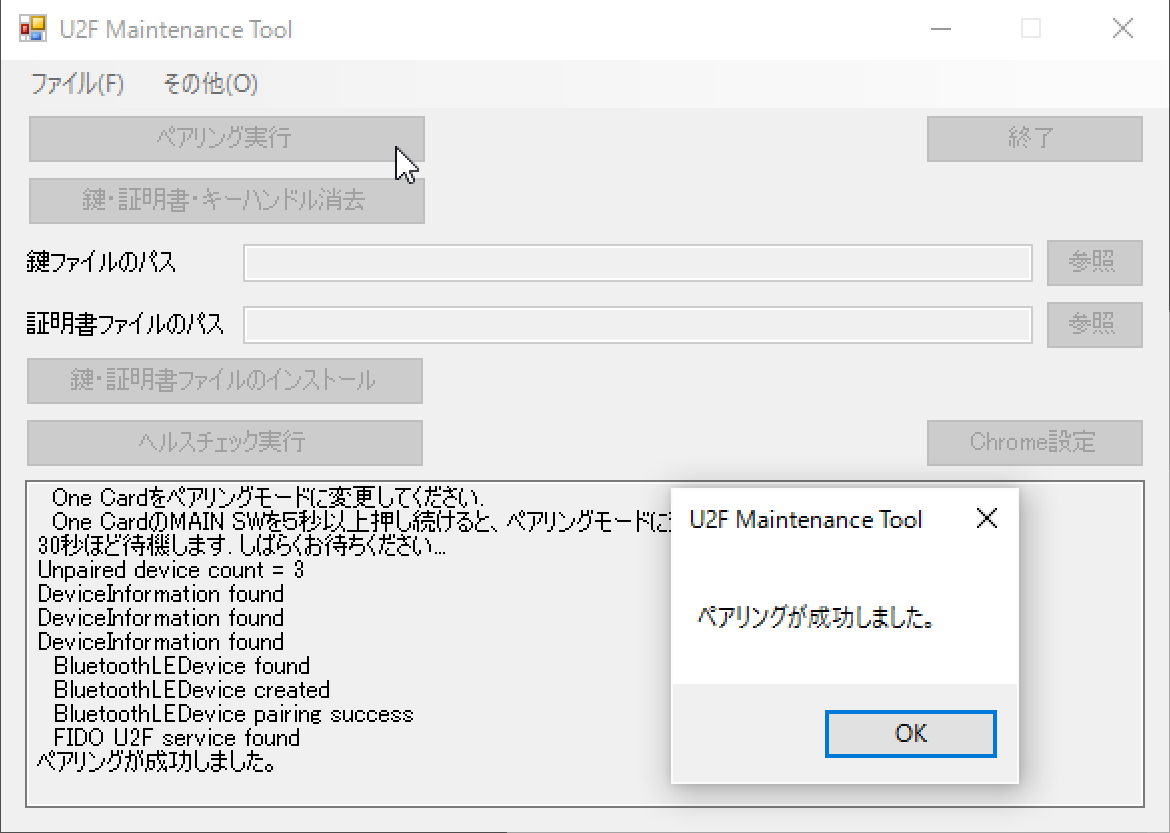 U2F Maintenance Tool
ファイル(F) その他(O)
ペアリング実行 終了
鍵・証明書・キーハンドル消去
鍵ファイルのパス 参照
証明書ファイルのパス 参照
鍵・証明書ファイルのインストール
ヘルスチェック実行 Chrome設定
One Cardをペアリングモードに変更してください.
One CardのMAIN SWを5秒以上押し続けると、ペアリングモードに
30秒ほど待機します. しばらくお待ちください...
Unpaired device count = 3
DeviceInformation found
DeviceInformation found
DeviceInformation found
BluetoothLEDevice found
BluetoothLEDevice created
BluetoothLEDevice pairing success
FIDO U2F service found
ペアリングが成功しました。
U2F Maintenance Tool
ペアリングが成功しました。
OK